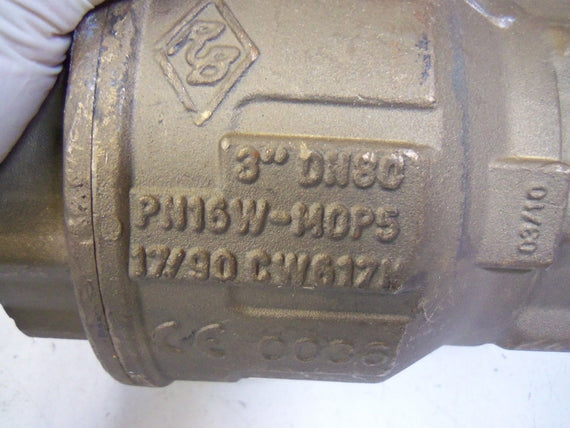 RB
3" DN80
PN16W-MOP5
17/90 CW617N
CE 0036
03/10